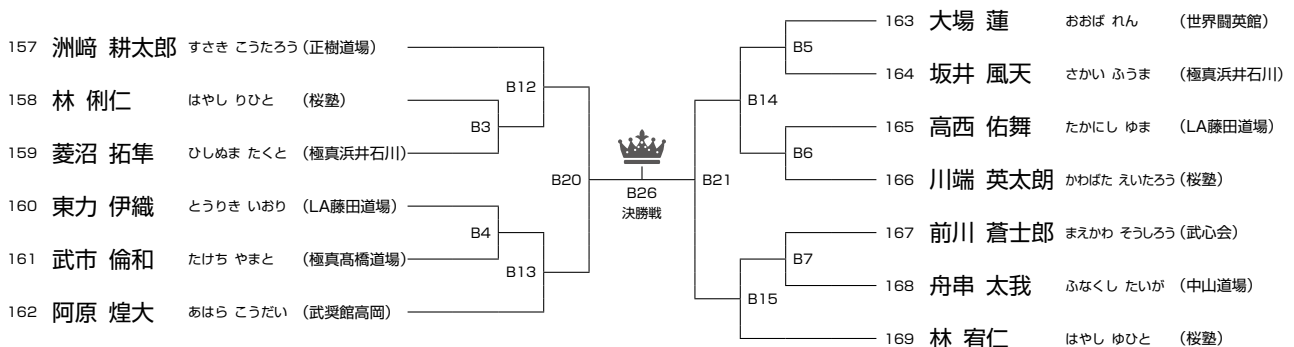 157 洲﨑 耕太郎 すさき こうたろう (正樹道場)
158 林 俐仁 はやし りひと (桜塾)
159 菱沼 拓隼 ひしぬま たくと (極真浜井石川)
160 東力 伊織 とうりき いおり (LA藤田道場)
161 武市 倫和 たけち やまと (極真髙橋道場)
162 阿原 煌大 あはら こうだい (武奨館高岡)
B3
B12
B4
B13
B20
B26
決勝戦
B21
B14
B5
B6
B15
B7
163 大場 蓮 おおば れん (世界闘英館)
164 坂井 風天 さかい ふうま (極真浜井石川)
165 高西 佑舞 たかにし ゆま (LA藤田道場)
166 川端 英太朗 かわばた えいたろう (桜塾)
167 前川 蒼士郎 まえかわ そうしろう (武心会)
168 舟串 太我 ふなくし たいが (中山道場)
169 林 宥仁 はやし ゆひと (桜塾)